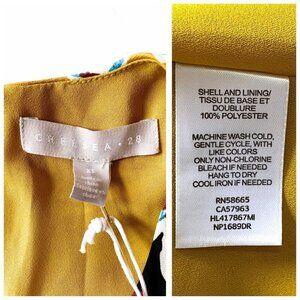 CHELSEA • 28
XS
SHELL AND LINING/
TISSU DE BASE ET
DOUBLURE
100% POLYESTER
MACHINE WASH COLD,
GENTLE CYCLE, WITH
LIKE COLORS
ONLY NON-CHLORINE
BLEACH IF NEEDED
HANG TO DRY
COOL IRON IF NEEDED
RN58665
CA57963
HL417867MI
NP1689DR